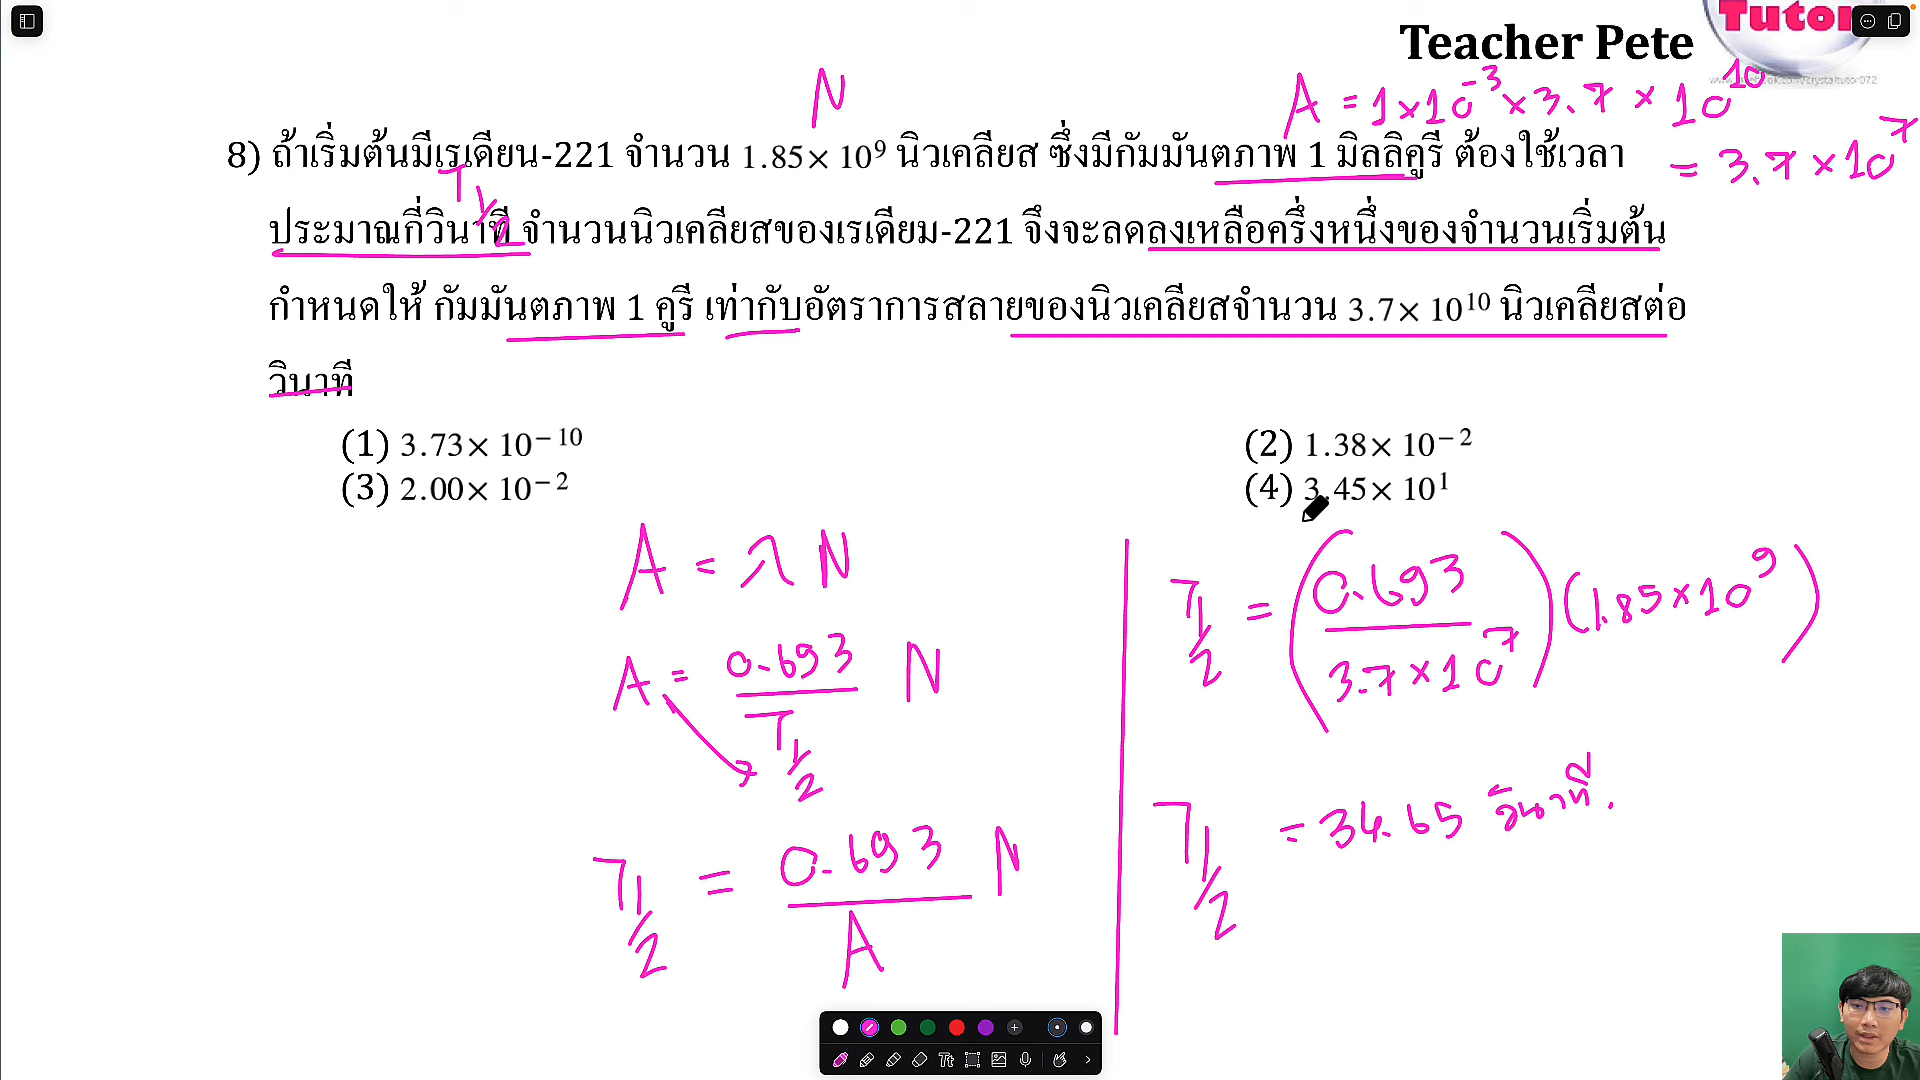 Tutor
Teacher Pete
N
A = 1×10⁻³×3.7×10¹⁰
= 3.7×10⁷
8) ถ้าเริ่มต้นมีเรเดียน-221 จำนวน 1.85× 10⁹ นิวเคลียส ซึ่งมีกัมมันตภาพ 1 มิลลิคูรี ต้องใช้เวลา
T 1/2
ประมาณกี่วินาที จำนวนนิวเคลียสของเรเดียม-221 จึงจะลดลงเหลือครึ่งหนึ่งของจำนวนเริ่มต้น
กำหนดให้ กัมมันตภาพ 1 คูรี เท่ากับอัตราการสลายของนิวเคลียสจำนวน 3.7× 10¹⁰ นิวเคลียสต่อ
วินาที
(1) 3.73× 10⁻¹⁰
(2) 1.38× 10⁻²
(3) 2.00× 10⁻²
(4) 3.45× 10¹
A = λ N
A = 0.693 / T 1/2 N
T 1/2 = 0.693 / A N
T 1/2 = (0.693 / 3.7×10⁷) (1.85×10⁹)
T 1/2 = 34.65 วินาที.